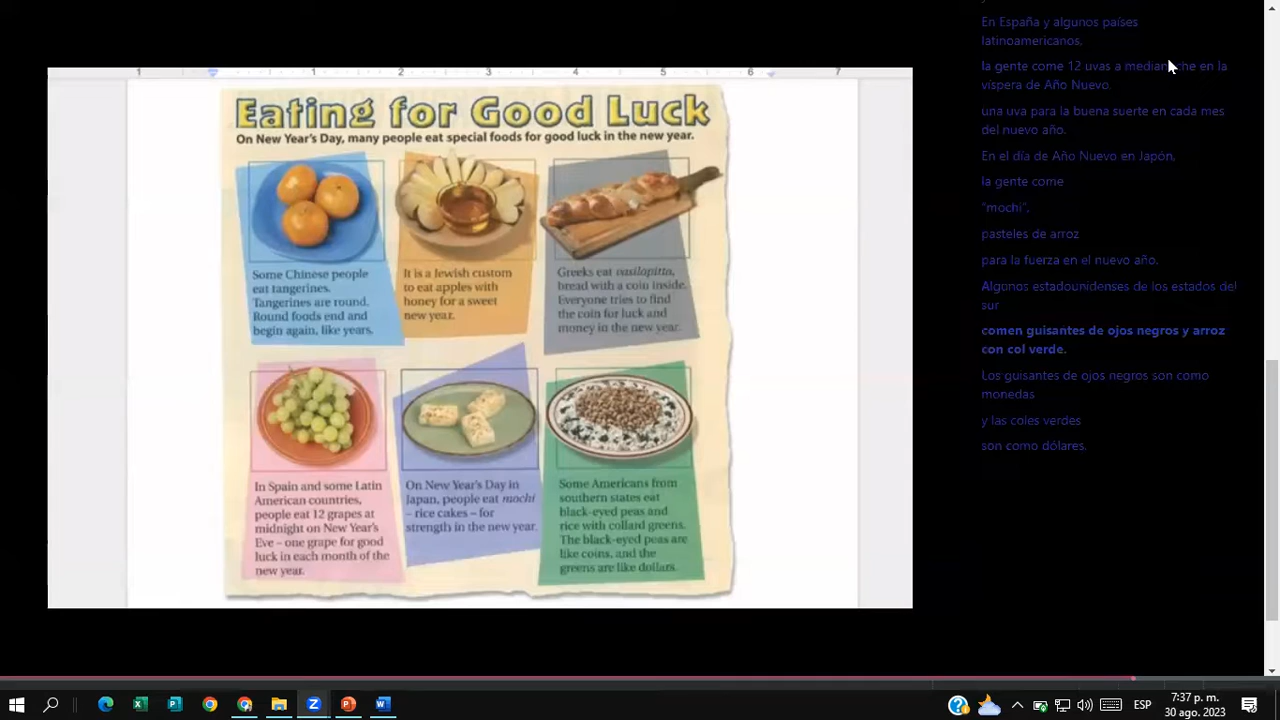 1 1 2 3 4 5 6 7
Eating for Good Luck
On New Year's Day, many people eat special foods for good luck in the new year.
Some Chinese people
eat tangerines.
Tangerines are round.
Round foods end and
begin again, like years.
It is a Jewish custom
to eat apples with
honey for a sweet
new year.
Greeks eat vasilopitta,
bread with a coin inside.
Everyone tries to find
the coin for luck and
money in the new year.
In Spain and some Latin
American countries,
people eat 12 grapes at
midnight on New Year's
Eve – one grape for good
luck in each month of the
new year.
On New Year's Day in
Japan, people eat mochi
– rice cakes – for
strength in the new year.
Some Americans from
southern states eat
black-eyed peas and
rice with collard greens.
The black-eyed peas are
like coins, and the
greens are like dollars.
En España y algunos países
latinoamericanos,
la gente come 12 uvas a medianoche en la
víspera de Año Nuevo.
una uva para la buena suerte en cada mes
del nuevo año.
En el día de Año Nuevo en Japón,
la gente come
"mochi",
pasteles de arroz
para la fuerza en el nuevo año.
Algunos estadounidenses de los estados del
sur
comen guisantes de ojos negros y arroz
con col verde.
Los guisantes de ojos negros son como
monedas
y las coles verdes
son como dólares.
ESP
7:37 p. m.
30 ago. 2023